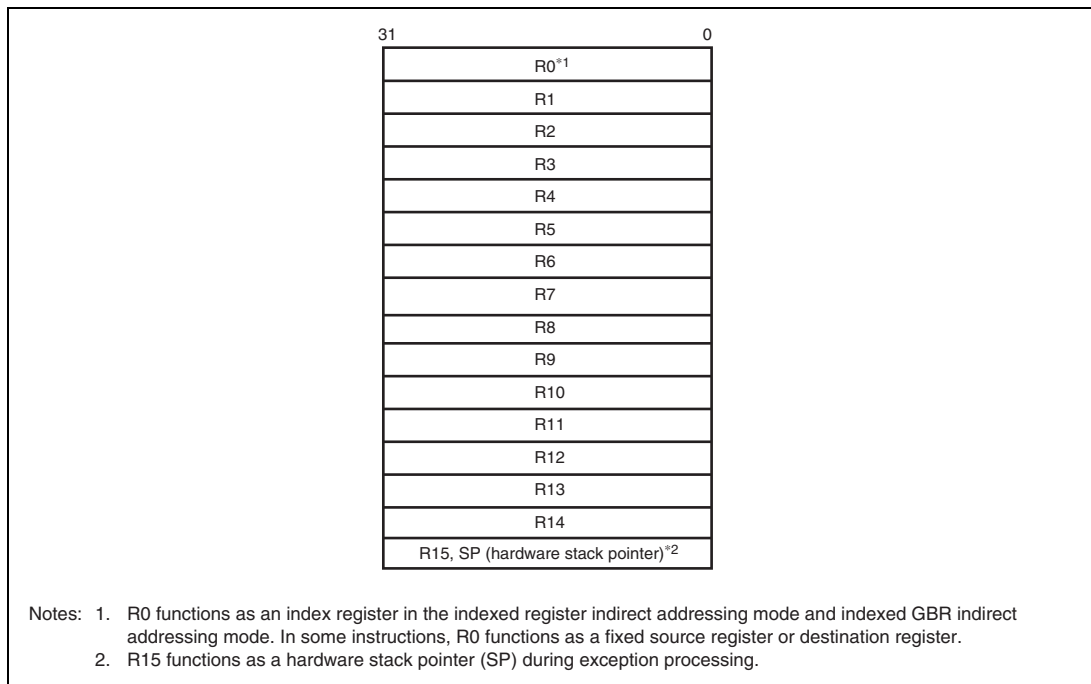 31 0
R0*1
R1
R2
R3
R4
R5
R6
R7
R8
R9
R10
R11
R12
R13
R14
R15, SP (hardware stack pointer)*2
Notes: 1. R0 functions as an index register in the indexed register indirect addressing mode and indexed GBR indirect
addressing mode. In some instructions, R0 functions as a fixed source register or destination register.
2. R15 functions as a hardware stack pointer (SP) during exception processing.